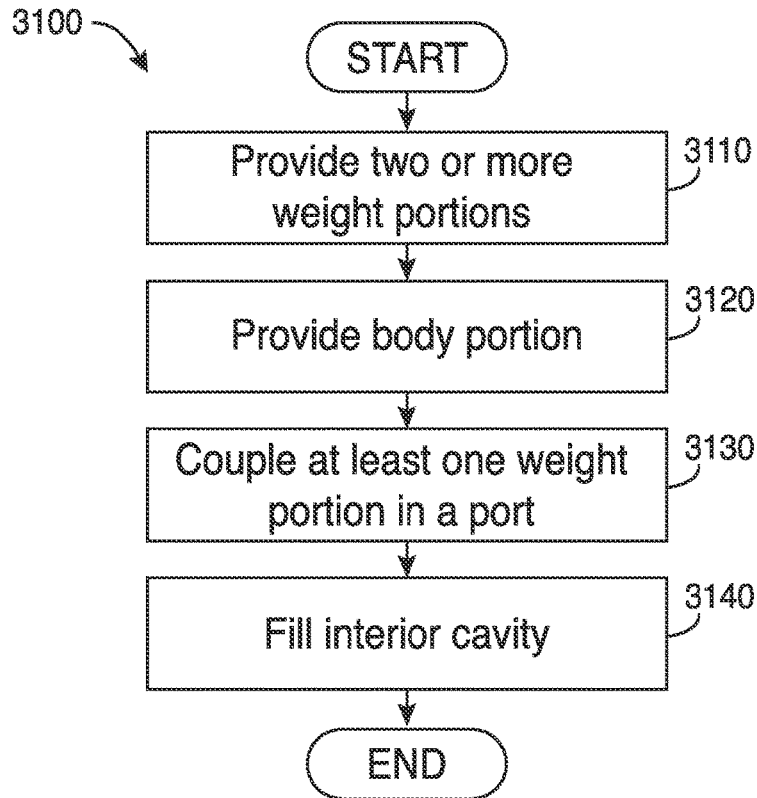 3100
START
Provide two or more
weight portions
3110
Provide body portion
3120
Couple at least one weight
portion in a port
3130
Fill interior cavity
3140
END